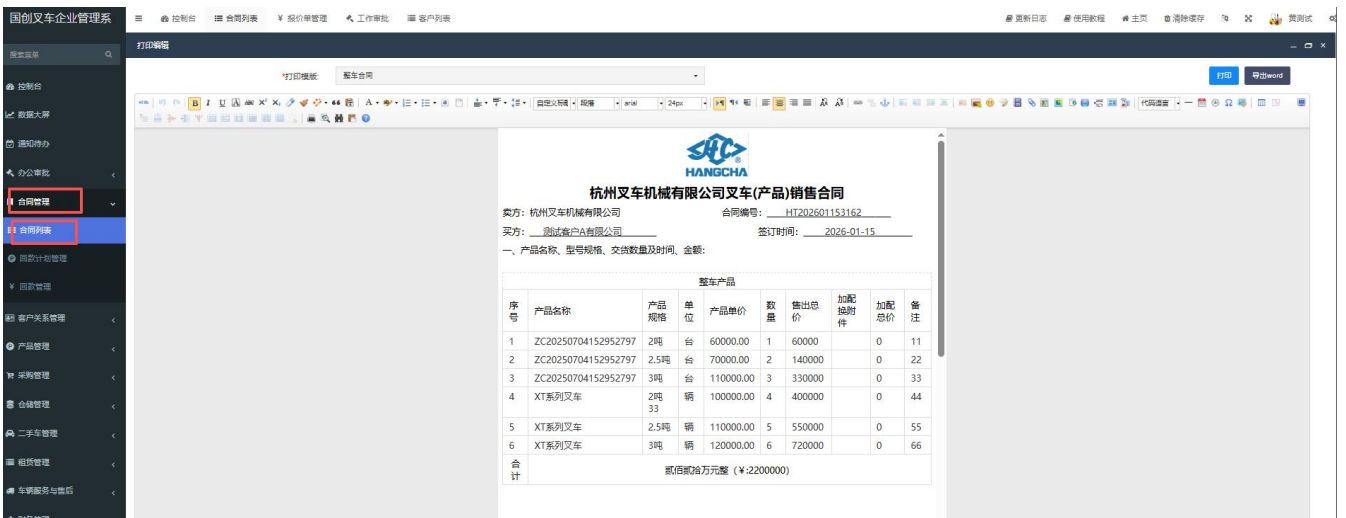 国创叉车企业管理系
控制台 合同列表 ¥ 报价单管理 工作审批 客户列表
更新日志 使用教程 主页 清除缓存 黄测试
搜索菜单
打印编辑
*打印模版: 整车合同
打印 导出word
控制台
数据大屏
通知待办
办公审批
合同管理
合同列表
回款计划管理
¥ 回款管理
客户关系管理
产品管理
采购管理
仓储管理
二手车管理
租赁管理
车辆服务与售后
HTML B I U A ABC X² X₂ 66 A 自定义标题 段落 arial 24px 代码语言
HC
HANGCHA
杭州叉车机械有限公司叉车(产品)销售合同
卖方: 杭州叉车机械有限公司 合同编号: HT202601153162
买方: 测试客户A有限公司 签订时间: 2026-01-15
一、产品名称、型号规格、交货数量及时间、金额:
整车产品
序号 产品名称 产品规格 单位 产品单价 数量 售出总价 加配换附件 加配总价 备注
1 ZC20250704152952797 2吨 台 60000.00 1 60000 0 11
2 ZC20250704152952797 2.5吨 台 70000.00 2 140000 0 22
3 ZC20250704152952797 3吨 台 110000.00 3 330000 0 33
4 XT系列叉车 2吨33 辆 100000.00 4 400000 0 44
5 XT系列叉车 2.5吨 辆 110000.00 5 550000 0 55
6 XT系列叉车 3吨 辆 120000.00 6 720000 0 66
合计 贰佰贰拾万元整（¥:2200000）